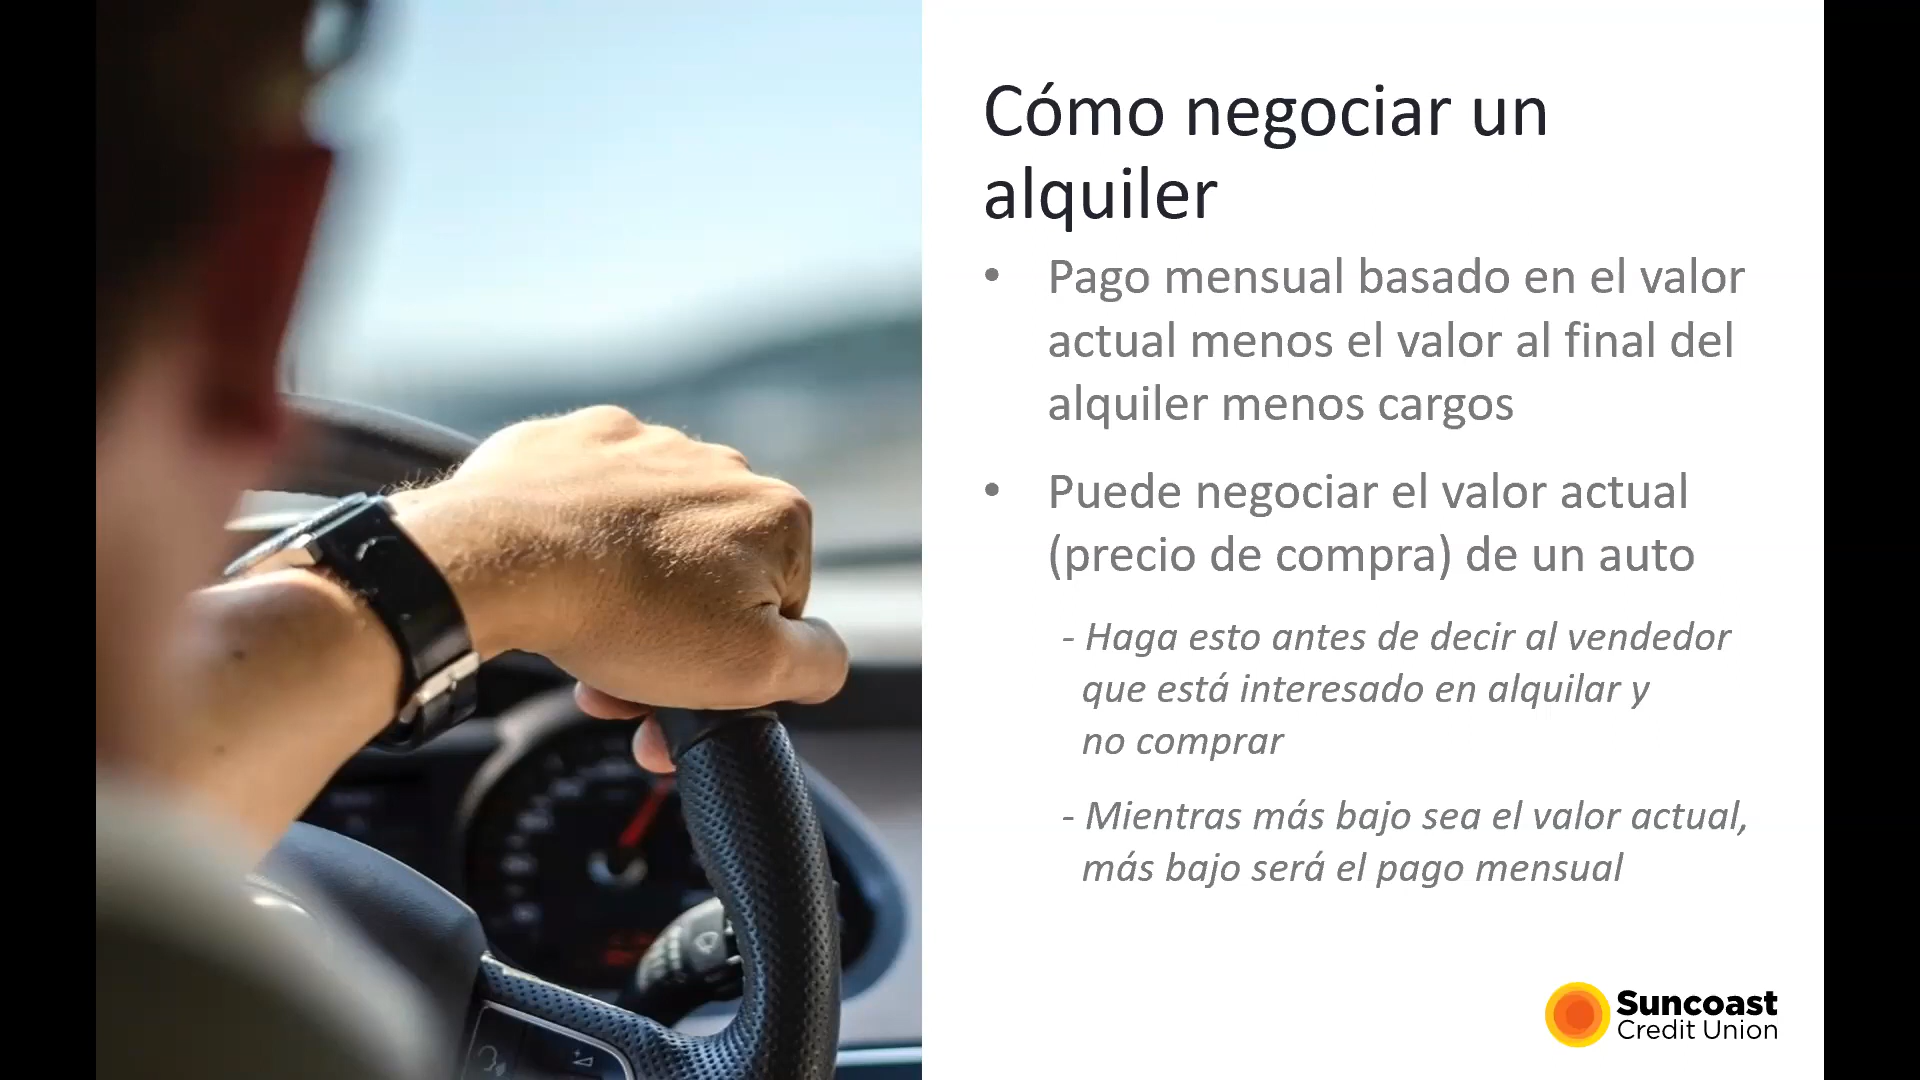 Cómo negociar un
alquiler
• Pago mensual basado en el valor
actual menos el valor al final del
alquiler menos cargos
• Puede negociar el valor actual
(precio de compra) de un auto
- Haga esto antes de decir al vendedor
que está interesado en alquilar y
no comprar
- Mientras más bajo sea el valor actual,
más bajo será el pago mensual
Suncoast
Credit Union